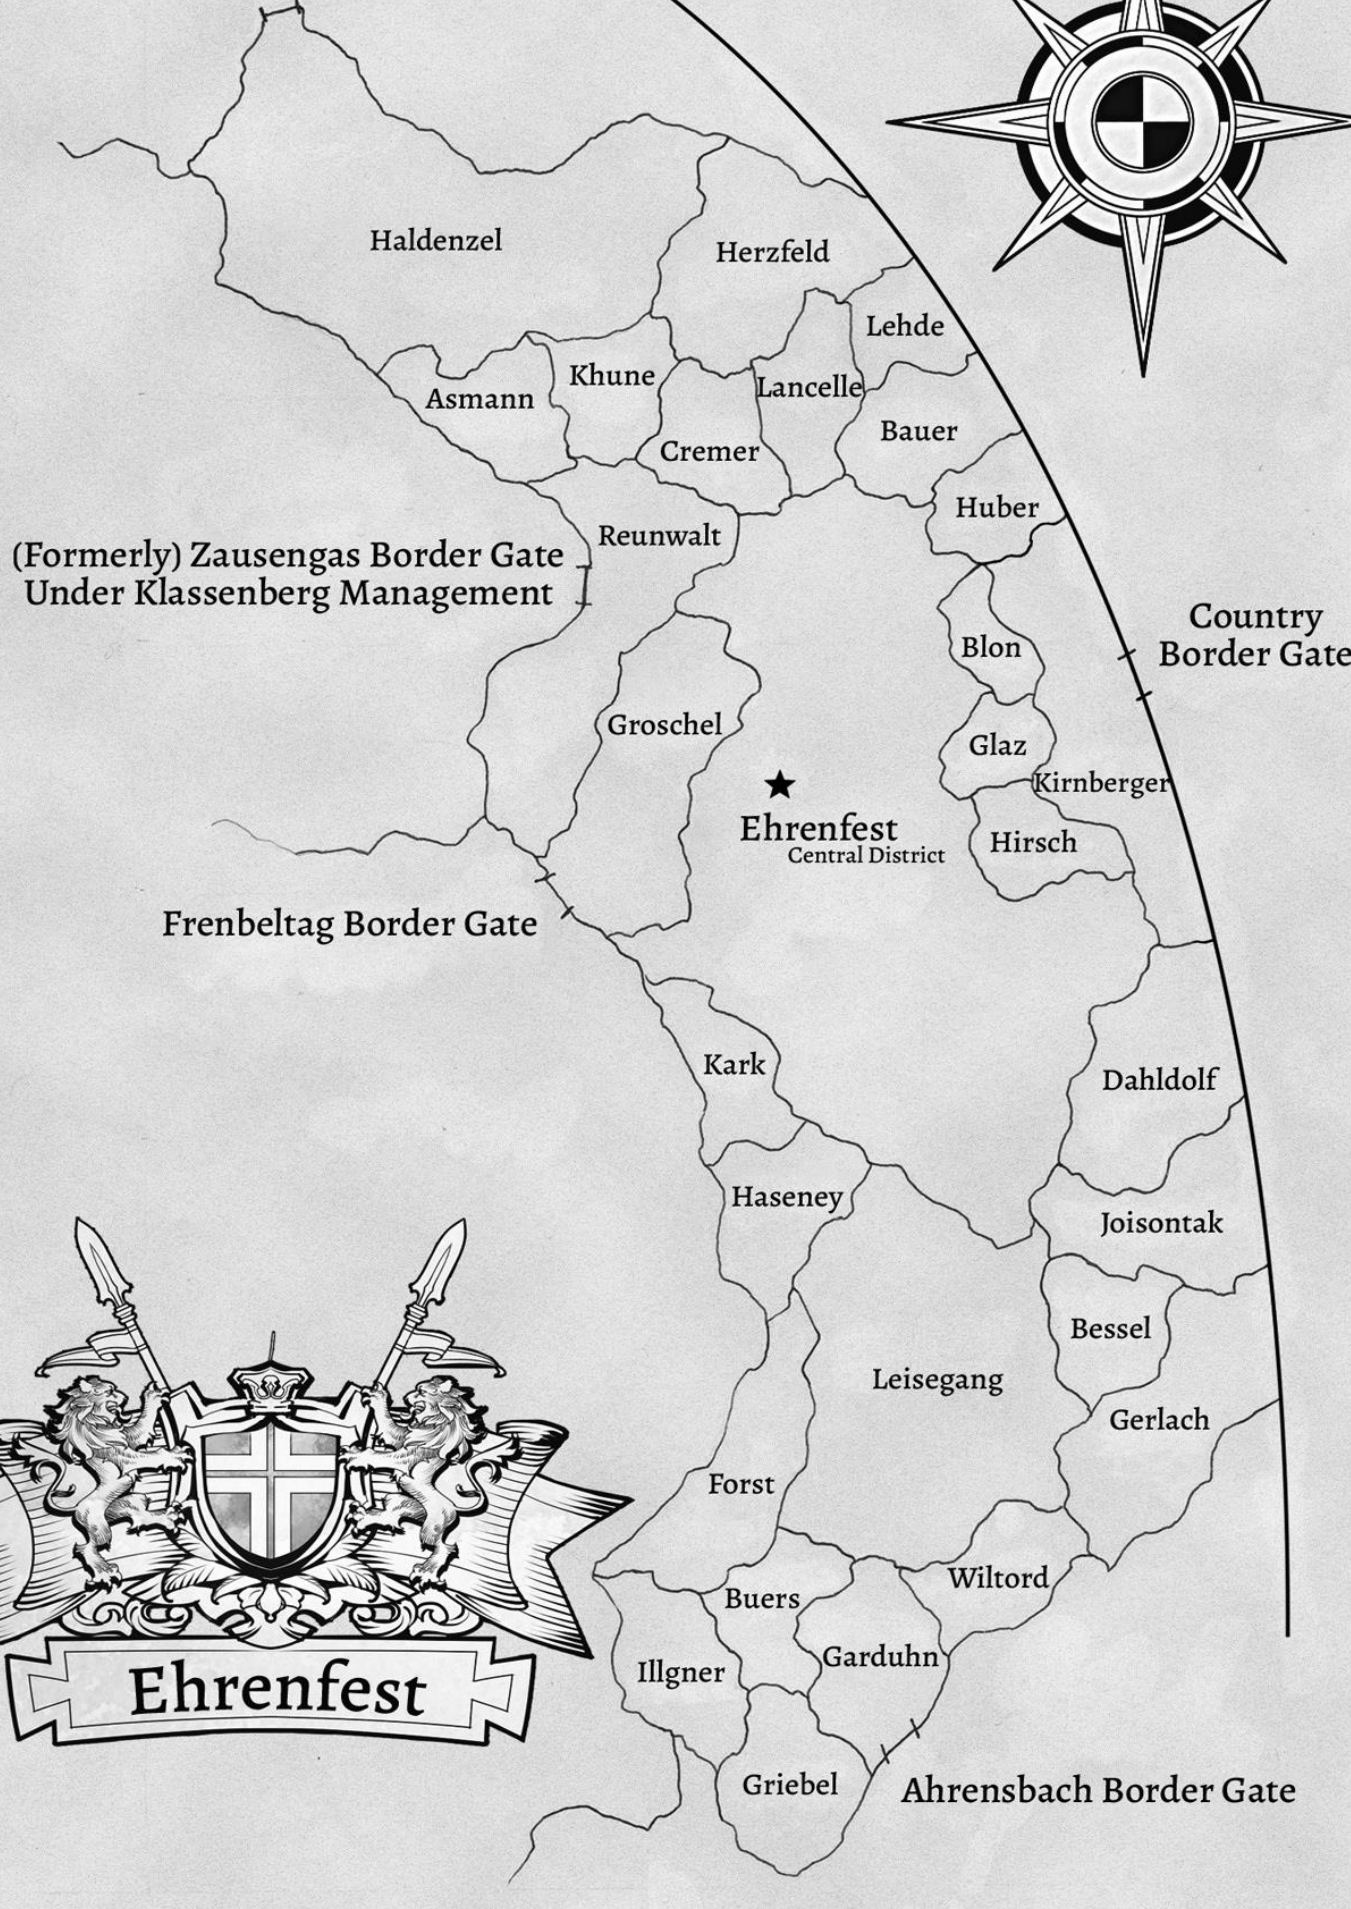 Haldenzel
Herzfeld
Lehde
Khune
Lancelle
Asmann
Bauer
Cremer
Huber
Reunwalt
(Formerly) Zausengas Border Gate
Under Klassenberg Management
Country
Border Gate
Blon
Groschel
Glaz
Kirnberger
Ehrenfest
Central District
Hirsch
Frenbeltag Border Gate
Kark
Dahldolf
Haseney
Joisontak
Bessel
Leisegang
Gerlach
Forst
Wiltord
Buers
Garduhn
Illgner
Ehrenfest
Griebel
Ahrensbach Border Gate